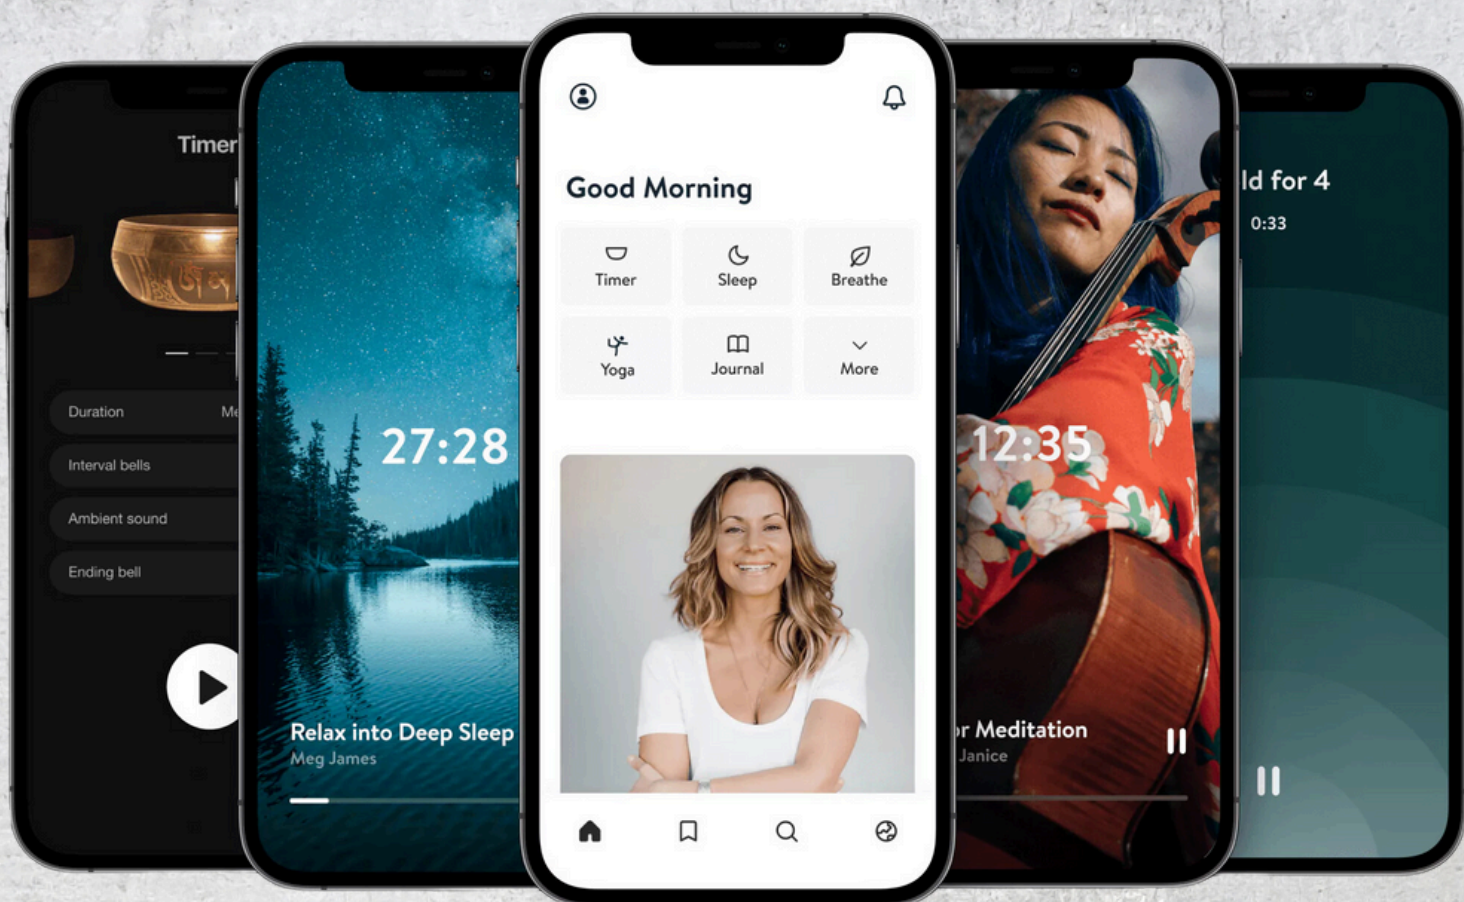 Timer
Duration
Interval bells
Ambient sound
Ending bell
27:28
Relax into Deep Sleep
Meg James
Good Morning
Timer
Sleep
Breathe
Yoga
Journal
More
12:35
Meditation
Janice
for 4
0:33